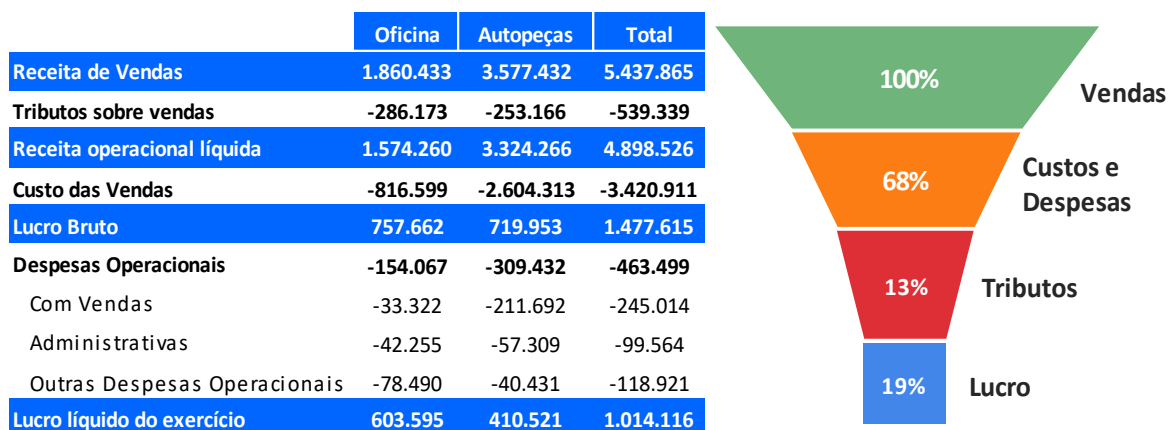 Oficina Autopeças Total
Receita de Vendas 1.860.433 3.577.432 5.437.865
Tributos sobre vendas -286.173 -253.166 -539.339
Receita operacional líquida 1.574.260 3.324.266 4.898.526
Custo das Vendas -816.599 -2.604.313 -3.420.911
Lucro Bruto 757.662 719.953 1.477.615
Despesas Operacionais -154.067 -309.432 -463.499
Com Vendas -33.322 -211.692 -245.014
Administrativas -42.255 -57.309 -99.564
Outras Despesas Operacionais -78.490 -40.431 -118.921
Lucro líquido do exercício 603.595 410.521 1.014.116
100% Vendas
68% Custos e
Despesas
13% Tributos
19% Lucro